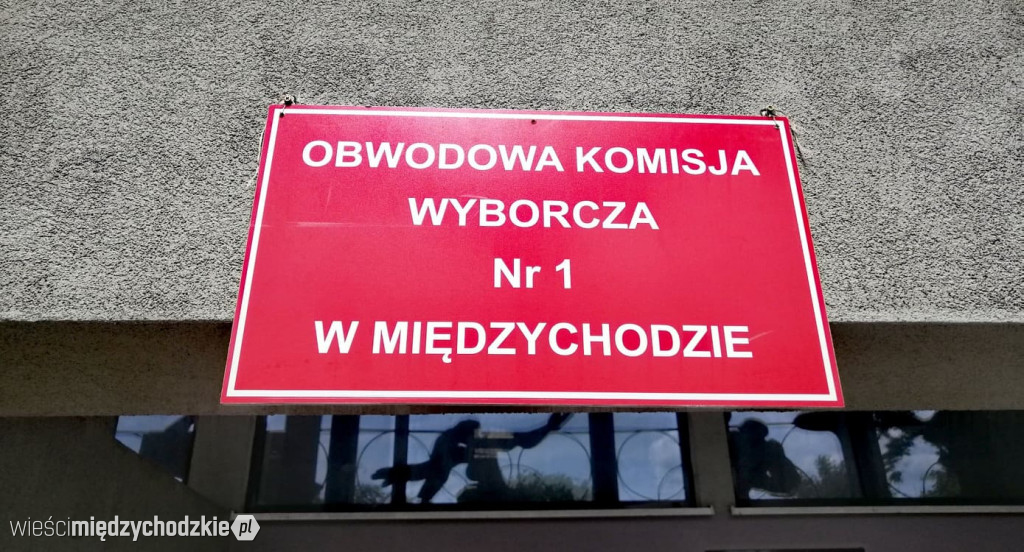 OBWODOWA KOMISJA
WYBORCZA
Nr 1
W MIĘDZYCHODZIE
wieścimiędzychodzkie.pl